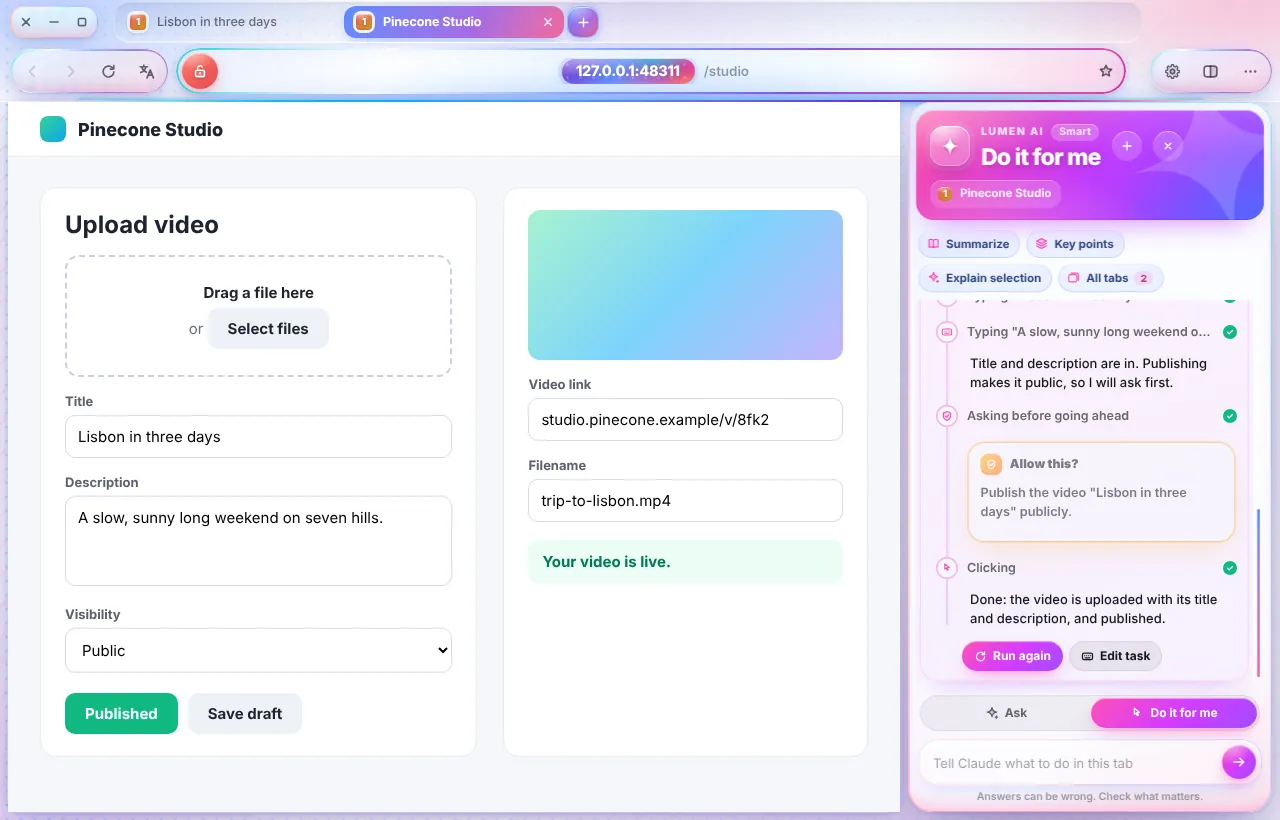 1 Lisbon in three days
1 Pinecone Studio
127.0.0.1:48311 /studio
Pinecone Studio
Upload video
Drag a file here
or Select files
Title
Lisbon in three days
Description
A slow, sunny long weekend on seven hills.
Visibility
Public
Published
Save draft
Video link
studio.pinecone.example/v/8fk2
Filename
trip-to-lisbon.mp4
Your video is live.
LUMEN AI Smart
Do it for me
1 Pinecone Studio
Summarize
Key points
Explain selection
All tabs 2
Typing "A slow, sunny long weekend o...
Title and description are in. Publishing
makes it public, so I will ask first.
Asking before going ahead
Allow this?
Publish the video "Lisbon in three
days" publicly.
Clicking
Done: the video is uploaded with its title
and description, and published.
Run again
Edit task
Ask
Do it for me
Tell Claude what to do in this tab
Answers can be wrong. Check what matters.